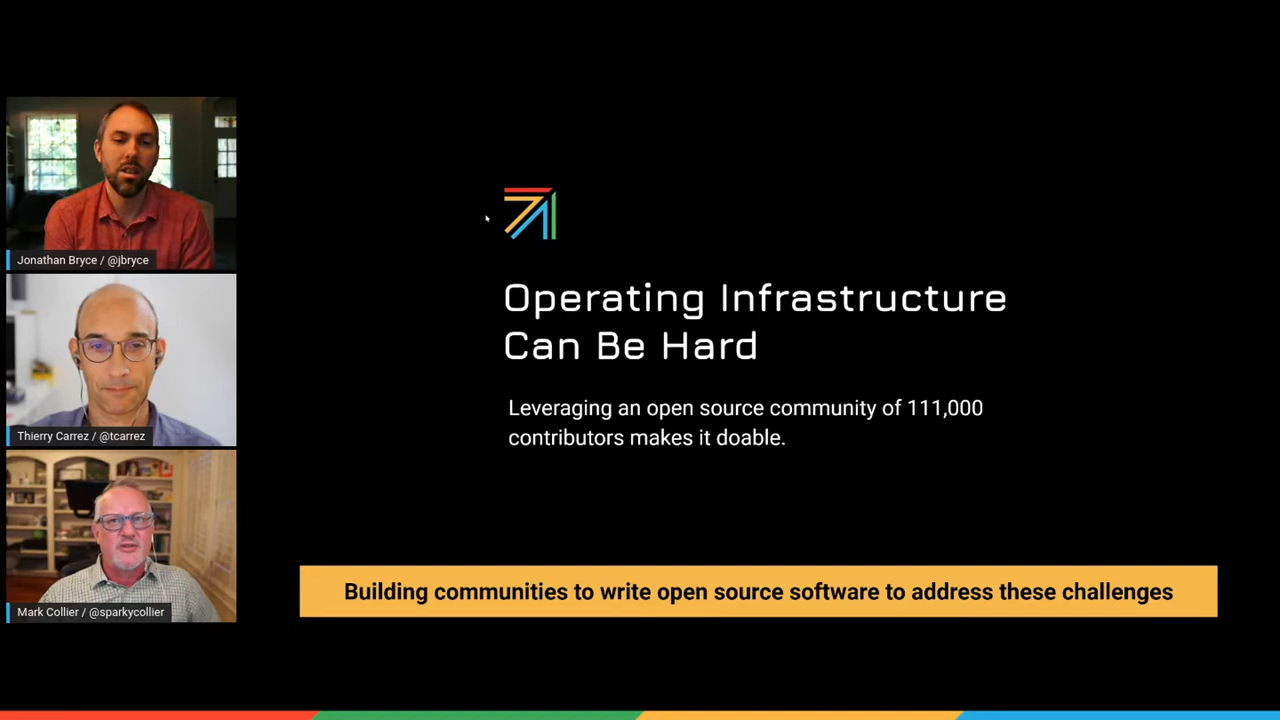 Jonathan Bryce / @jbryce
Thierry Carrez / @tcarrez
Mark Collier / @sparkycollier
Operating Infrastructure
Can Be Hard
Leveraging an open source community of 111,000
contributors makes it doable.
Building communities to write open source software to address these challenges